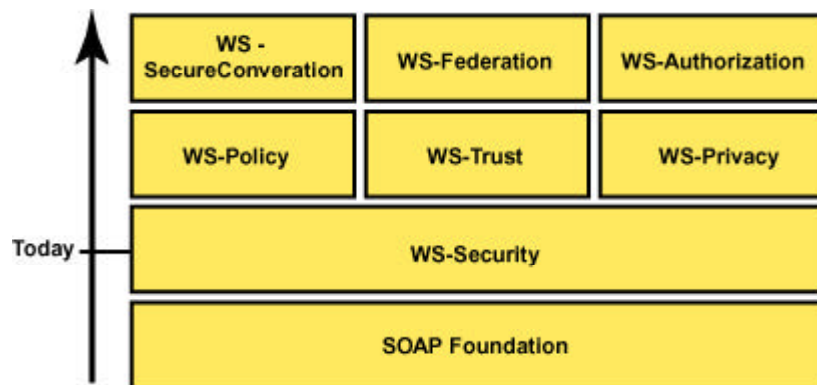 WS -
SecureConveration
WS-Federation
WS-Authorization
WS-Policy
WS-Trust
WS-Privacy
Today
WS-Security
SOAP Foundation